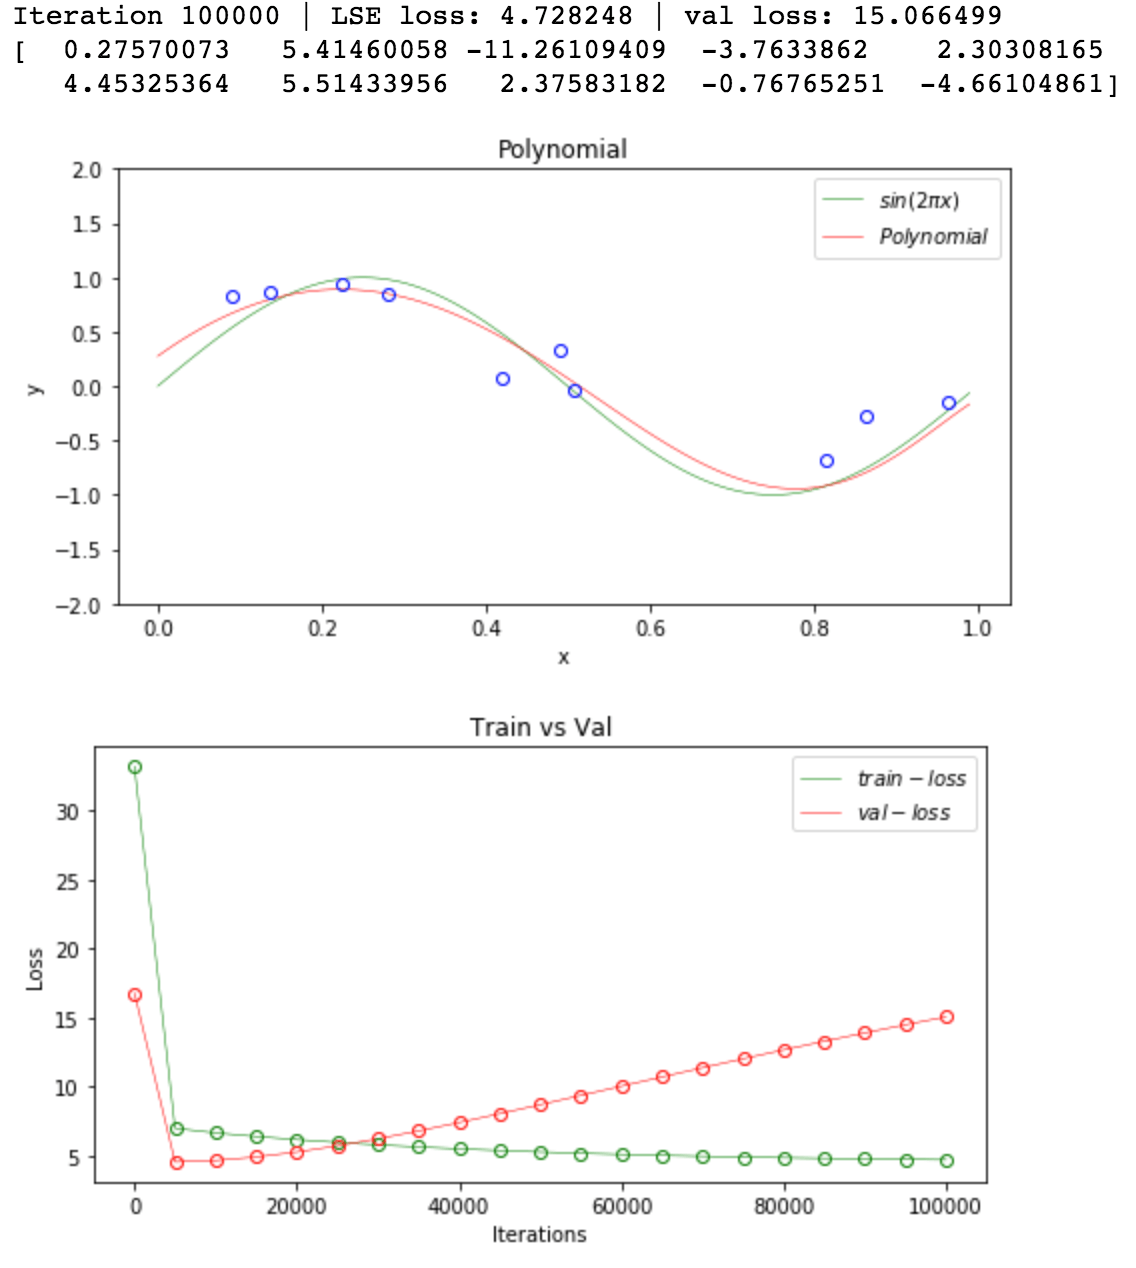 Iteration 100000 | LSE loss: 4.728248 | val loss: 15.066499
[ 0.27570073 5.41460058 -11.26109409 -3.7633862 2.30308165
4.45325364 5.51433956 2.37583182 -0.76765251 -4.66104861]
Polynomial
2.0
1.5
1.0
0.5
0.0
−0.5
−1.0
−1.5
−2.0
y
sin(2πx)
Polynomial
0.0 0.2 0.4 0.6 0.8 1.0
x
Train vs Val
30
25
20
15
10
5
Loss
train − loss
val − loss
0 20000 40000 60000 80000 100000
Iterations